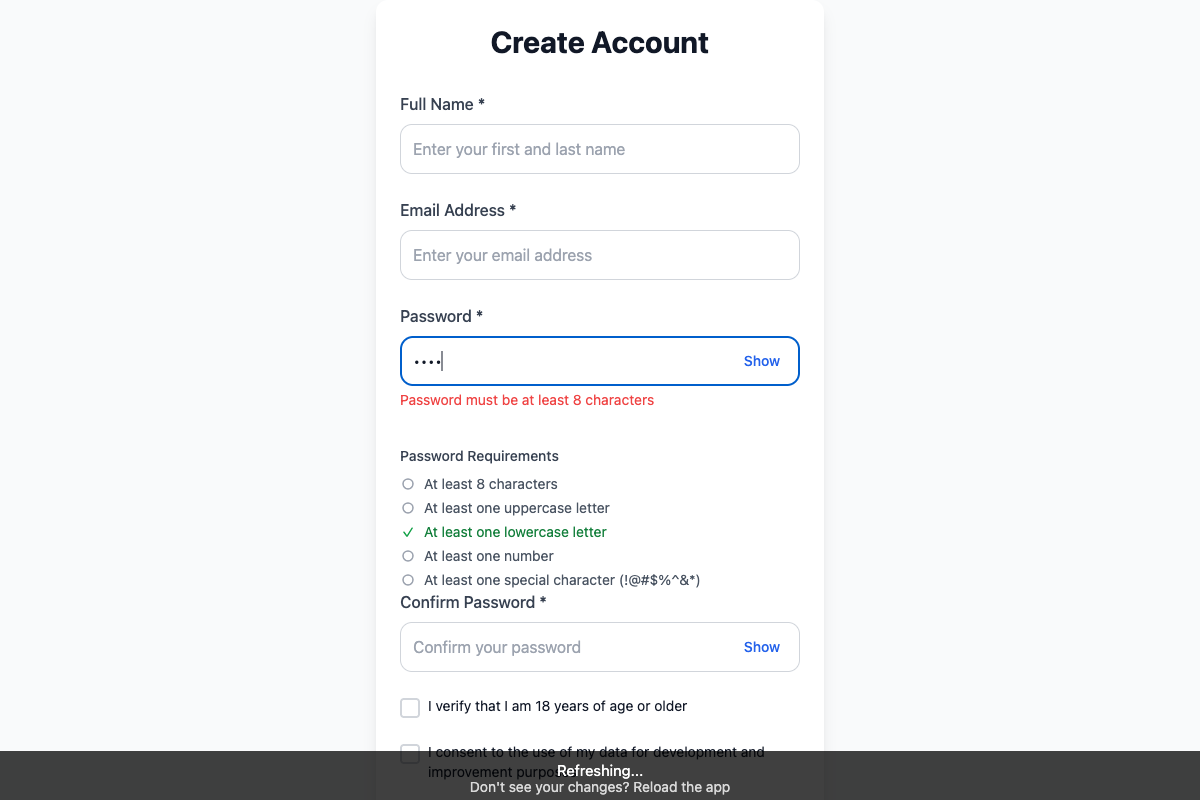 Create Account
Full Name *
Enter your first and last name
Email Address *
Enter your email address
Password *
•••• Show
Password must be at least 8 characters
Password Requirements
At least 8 characters
At least one uppercase letter
At least one lowercase letter
At least one number
At least one special character (!@#$%^&*)
Confirm Password *
Confirm your password Show
I verify that I am 18 years of age or older
I consent to the use of my data for development and
improvement
Refreshing...
Don't see your changes? Reload the app